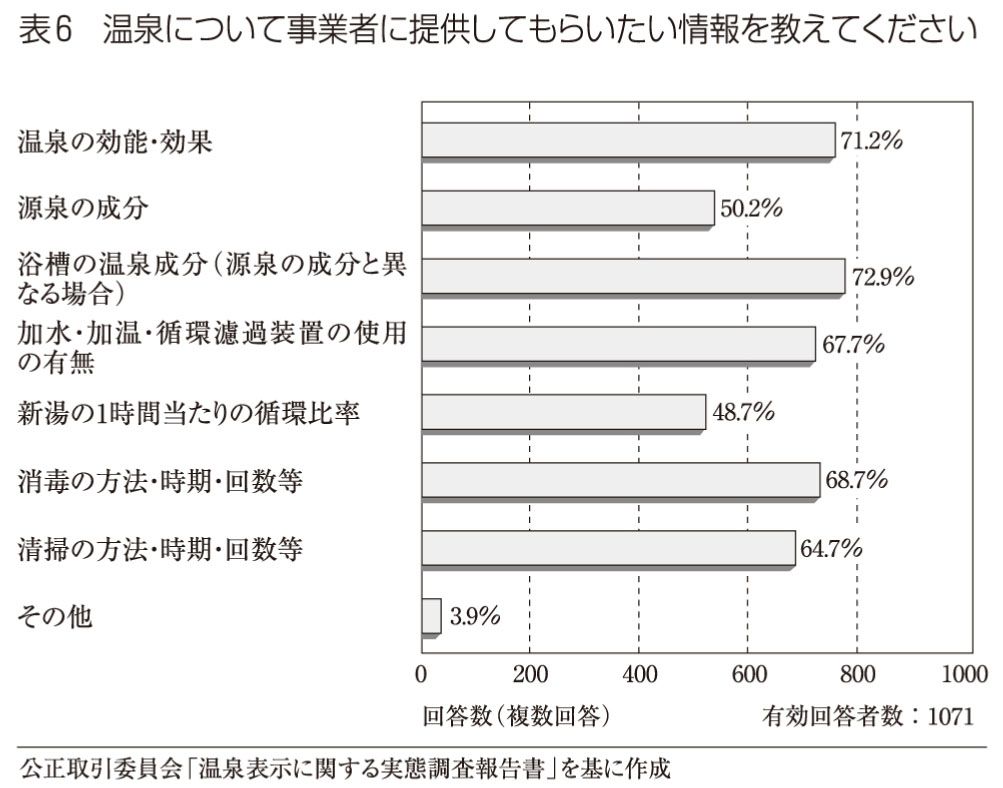 表6　温泉について事業者に提供してもらいたい情報を教えてください
温泉の効能・効果
71.2%
源泉の成分
50.2%
浴槽の温泉成分（源泉の成分と異
なる場合）
72.9%
加水・加温・循環濾過装置の使用
の有無
67.7%
新湯の1時間当たりの循環比率
48.7%
消毒の方法・時期・回数等
68.7%
清掃の方法・時期・回数等
64.7%
その他
3.9%
0 200 400 600 800 1000
回答数（複数回答） 有効回答者数：1071
公正取引委員会「温泉表示に関する実態調査報告書」を基に作成